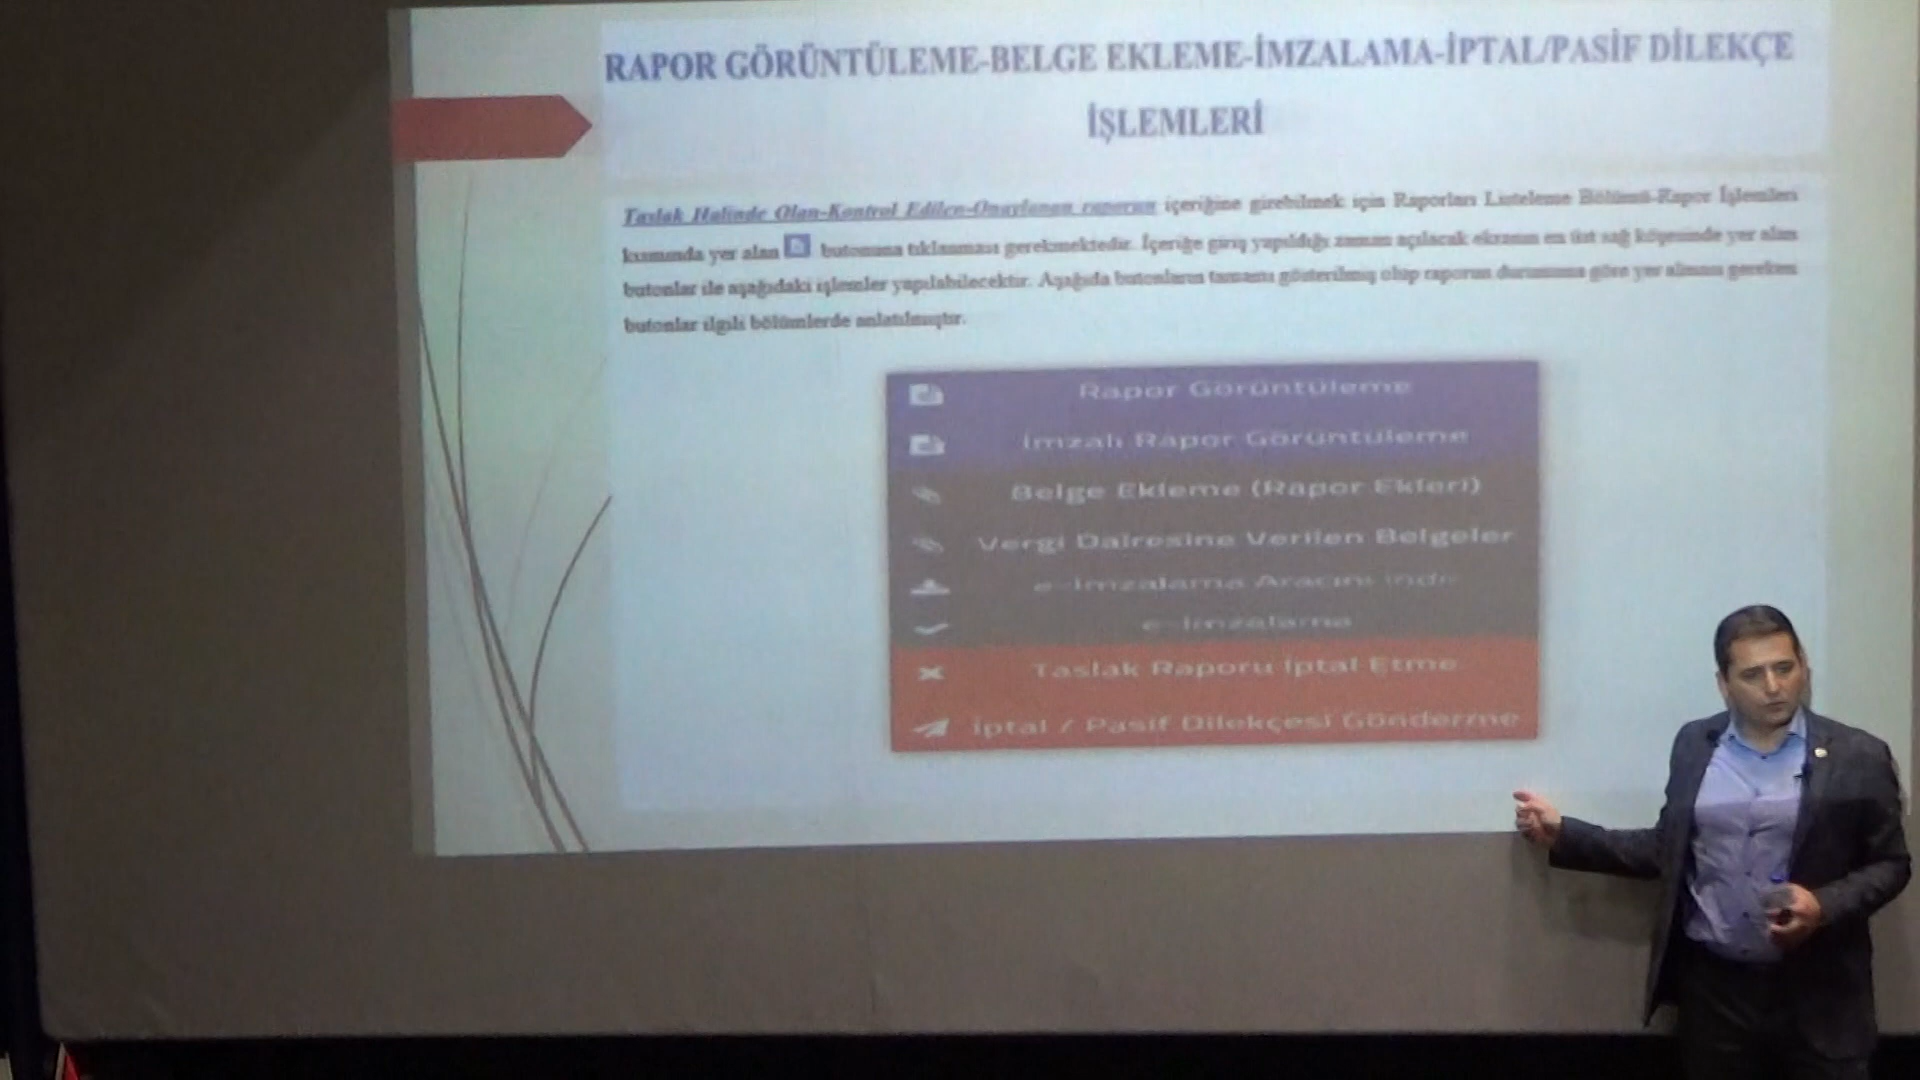 RAPOR GÖRÜNTÜLEME-BELGE EKLEME-İMZALAMA-İPTAL/PASİF DİLEKÇE
İŞLEMLERİ
Taslak Halinde Olan-Kontrol Edilen-Onaylanan raporun içeriğine girebilmek için Raporları Listeleme Bölümü-Rapor İşlemleri
kısmında yer alan butonuna tıklanması gerekmektedir. İçeriğe giriş yapıldığı zaman açılacak ekranın en üst sağ köşesinde yer alan
butonlar ile aşağıdaki işlemler yapılabilecektir. Aşağıda butonların tamamı gösterilmiş olup raporun durumuna göre yer alması gereken
butonlar ilgili bölümlerde anlatılmıştır.
Rapor Görüntüleme
İmzalı Rapor Görüntüleme
Belge Ekleme (Rapor Ekleri)
Vergi Dairesine Verilen Belgeler
e-İmzalama Aracını İndir
e-İmzalama
Taslak Raporu İptal Etme
İptal / Pasif Dilekçesi Gönderme